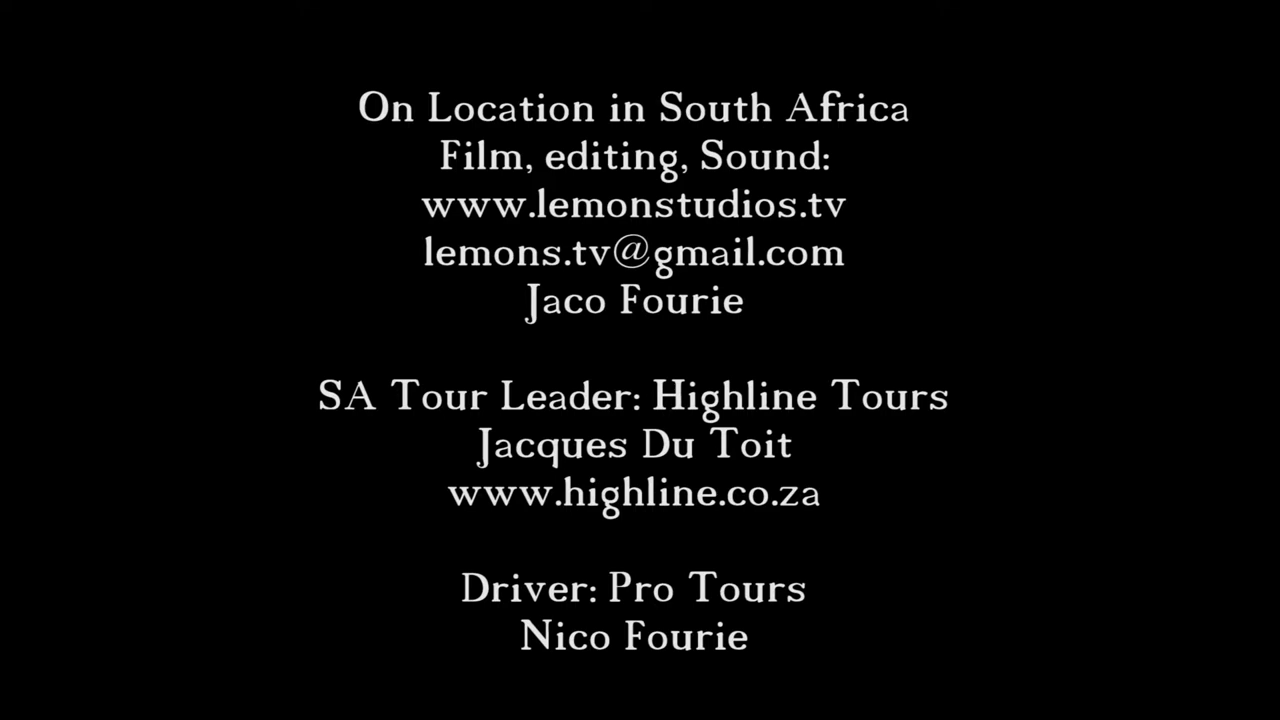 On Location in South Africa
Film, editing, Sound:
www.lemonstudios.tv
lemons.tv@gmail.com
Jaco Fourie
SA Tour Leader: Highline Tours
Jacques Du Toit
www.highline.co.za
Driver: Pro Tours
Nico Fourie